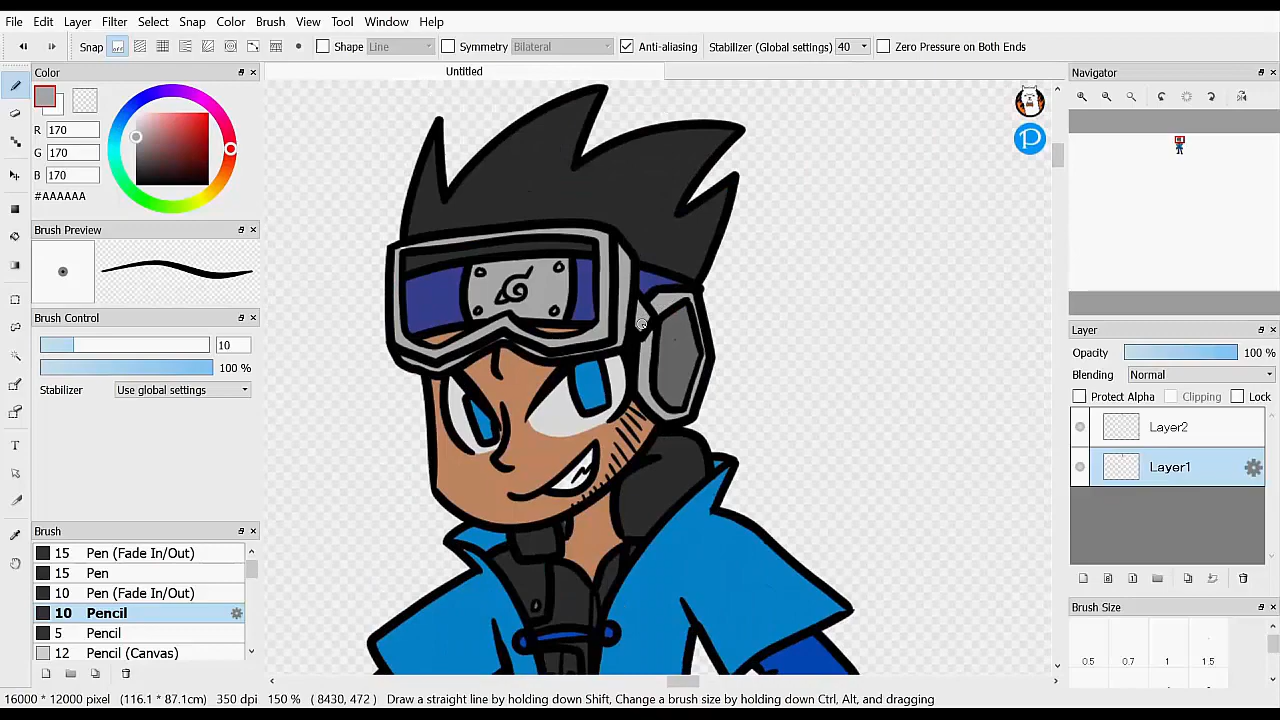 File Edit Layer Filter Select Snap Color Brush View Tool Window Help
Snap Shape Line Symmetry Bilateral Anti-aliasing Stabilizer (Global settings) 40 Zero Pressure on Both Ends
Color
Untitled
Navigator
R 170
G 170
B 170
#AAAAAA
Brush Preview
Brush Control
10
100 %
Stabilizer Use global settings
Brush
15 Pen (Fade In/Out)
15 Pen
10 Pen (Fade In/Out)
10 Pencil
5 Pencil
12 Pencil (Canvas)
P
Layer
Opacity 100 %
Blending Normal
Protect Alpha Clipping Lock
Layer2
Layer1
Brush Size
0.5 0.7 1 1.5
16000 * 12000 pixel (116.1 * 87.1cm) 350 dpi 150 % ( 8430, 472 ) Draw a straight line by holding down Shift, Change a brush size by holding down Ctrl, Alt, and dragging